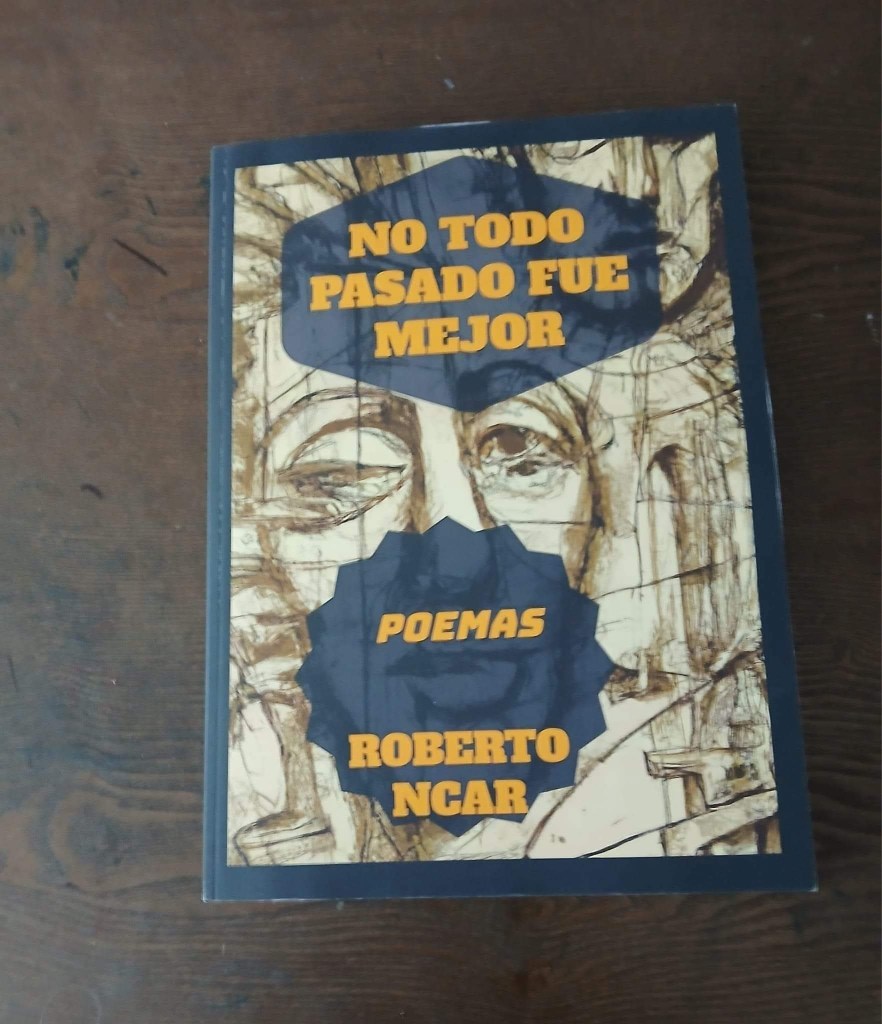 NO TODO
PASADO FUE
MEJOR
POEMAS
ROBERTO
NCAR